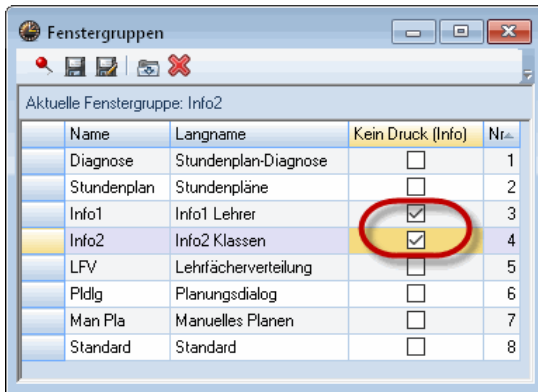 Fenstergruppen
Aktuelle Fenstergruppe: Info2
Name Langname Kein Druck (Info) Nr
Diagnose Stundenplan-Diagnose 1
Stundenplan Stundenpläne 2
Info1 Info1 Lehrer 3
Info2 Info2 Klassen 4
LFV Lehrfächerverteilung 5
Pldlg Planungsdialog 6
Man Pla Manuelles Planen 7
Standard Standard 8